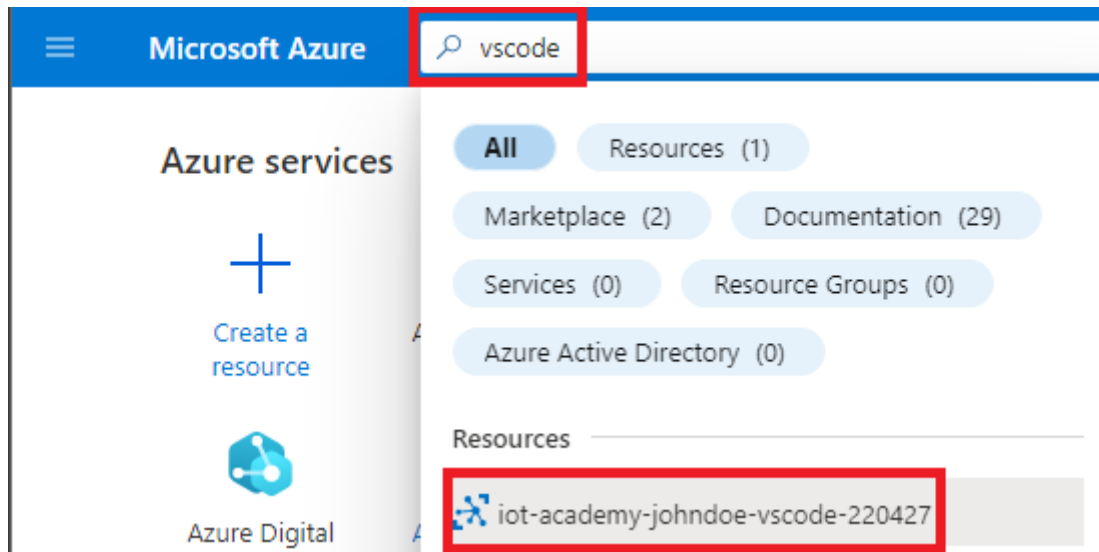 Microsoft Azure
vscode
Azure services
Create a
resource
Azure Digital
All
Resources (1)
Marketplace (2)
Documentation (29)
Services (0)
Resource Groups (0)
Azure Active Directory (0)
Resources
iot-academy-johndoe-vscode-220427